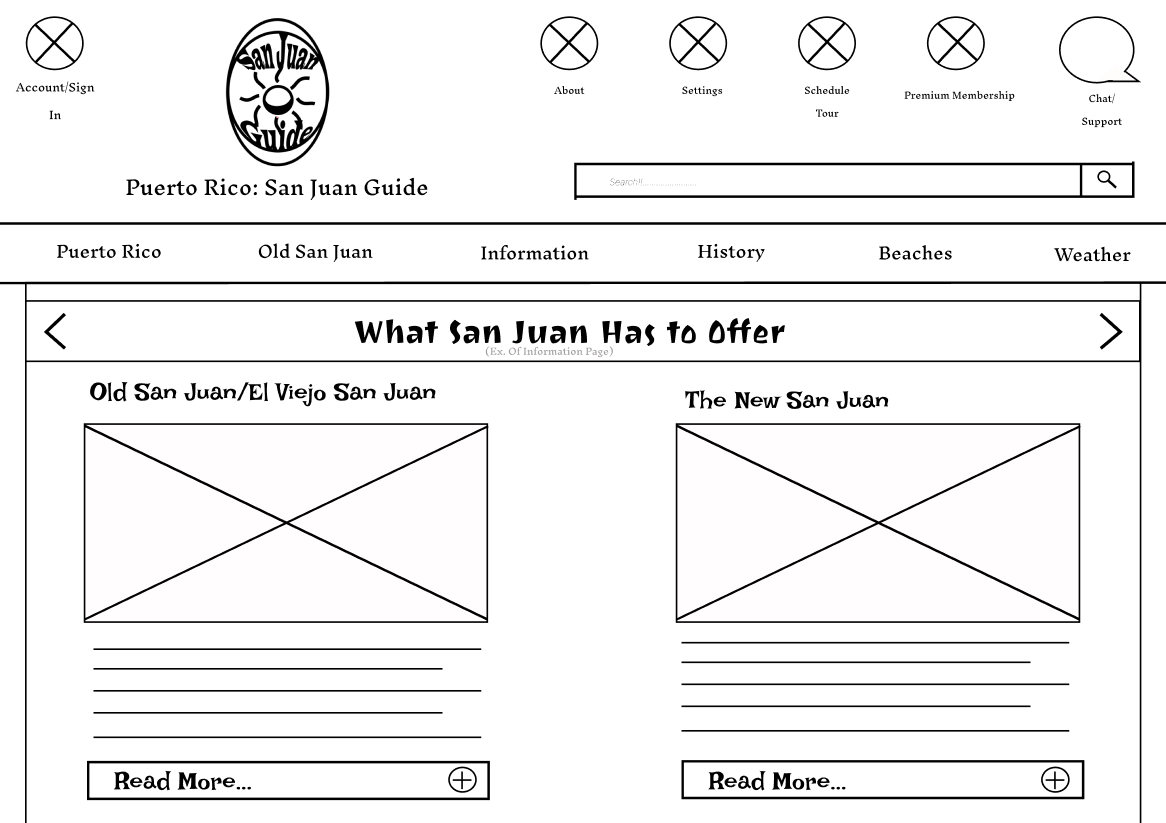 Account/Sign
In
San Juan
Guide
Puerto Rico: San Juan Guide
About
Settings
Schedule
Tour
Premium Membership
Chat/
Support
Search!!.........................
Puerto Rico
Old San Juan
Information
History
Beaches
Weather
What San Juan Has to Offer
(Ex. Of Information Page)
Old San Juan/El Viejo San Juan
The New San Juan
Read More...
Read More...